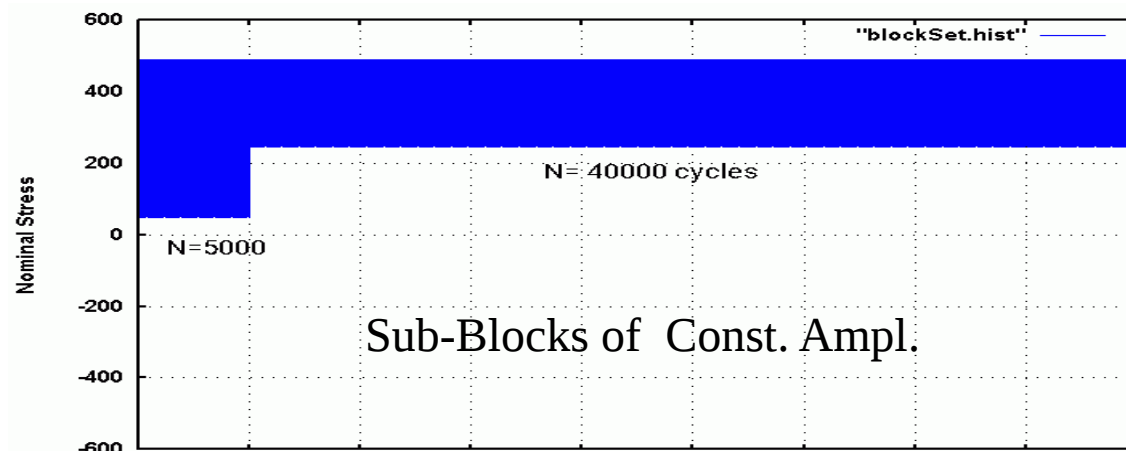 600
"blockSet.hist"
400
200
N= 40000 cycles
Nominal Stress
0
N=5000
-200
Sub-Blocks of Const. Ampl.
-400
-600